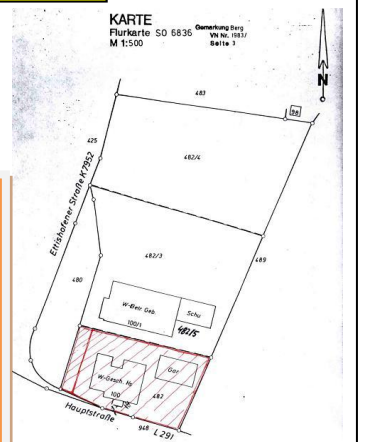 KARTE
Flurkarte SO 6836
M 1:500
Gemarkung Berg
VN Nr. 1983/
Seite 3
N
483
98
425
482/4
Ettishofener Straße K7952
489
482/3
480
W-Betr Geb.
Schu
100/1
482/5
W-Gesch. Hs
Gar
100
482
Hauptstraße
948
L 291